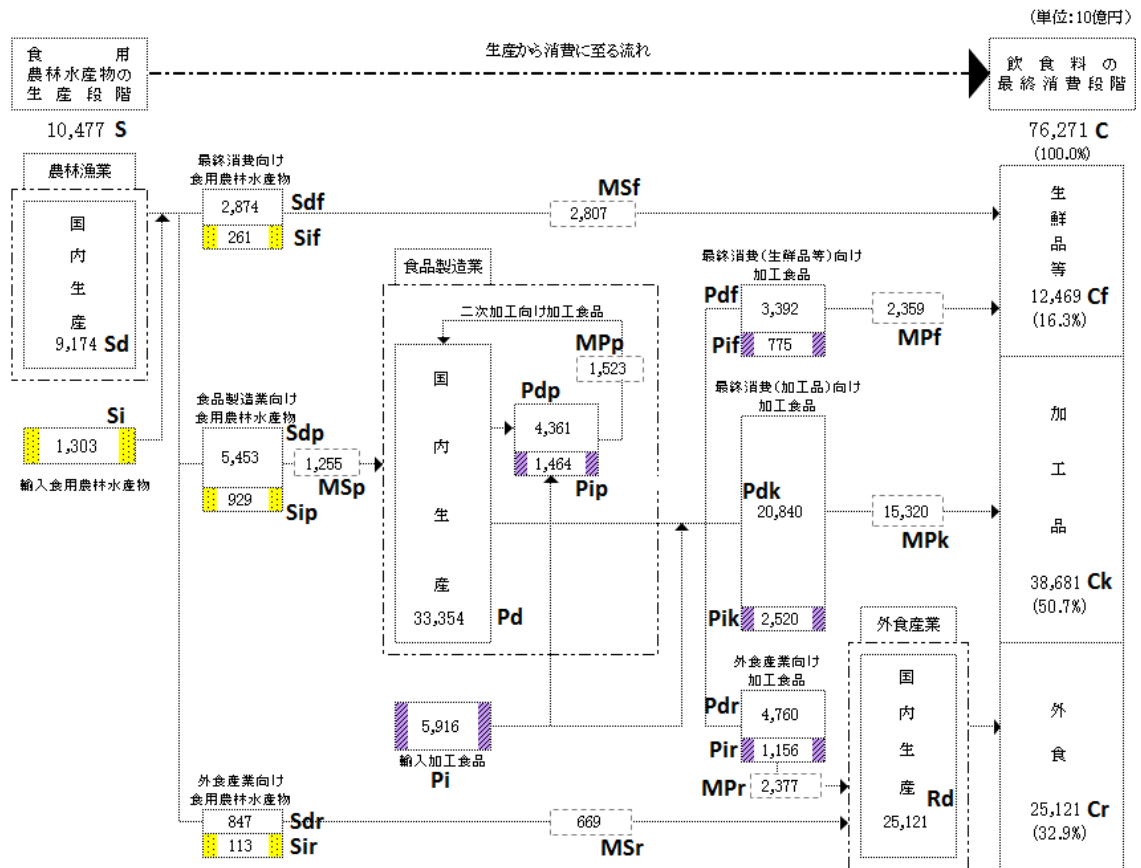 (単位:10億円)
食用
農林水産物の
生産段階
生産から消費に至る流れ
飲食料の
最終消費段階
10,477 S
76,271 C
(100.0%)
農林漁業
国内生産
9,174 Sd
最終消費向け
食用農林水産物
2,874 Sdf
261 Sif
MSf
2,807
生鮮品等
12,469 Cf
(16.3%)
食品製造業
最終消費(生鮮品等)向け
加工食品
Pdf
3,392
2,359
MPf
Pif
775
二次加工向け加工食品
MPp
1,523
国内生産
33,354 Pd
Pdp
4,361
1,464
Pip
Si
1,303
輸入食用農林水産物
食品製造業向け
食用農林水産物
Sdp
5,453
1,255
MSp
929
Sip
最終消費(加工品)向け
加工食品
Pdk
20,840
15,320
MPk
Pik
2,520
加工品
38,681 Ck
(50.7%)
外食産業
国内生産
Rd
25,121
外食産業向け
加工食品
Pdr
4,760
Pir
1,156
MPr
2,377
5,916
輸入加工食品
Pi
外食
25,121 Cr
(32.9%)
外食産業向け
食用農林水産物
847 Sdr
113 Sir
669
MSr